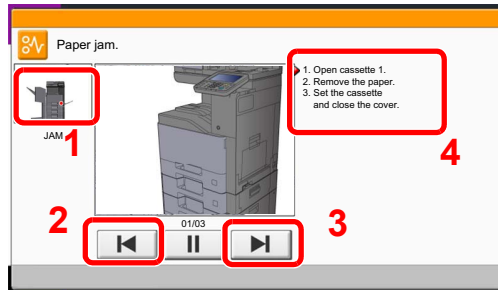 Paper jam.
JAM
1
1. Open cassette 1.
2. Remove the paper.
3. Set the cassette
and close the cover.
4
01/03
2
3